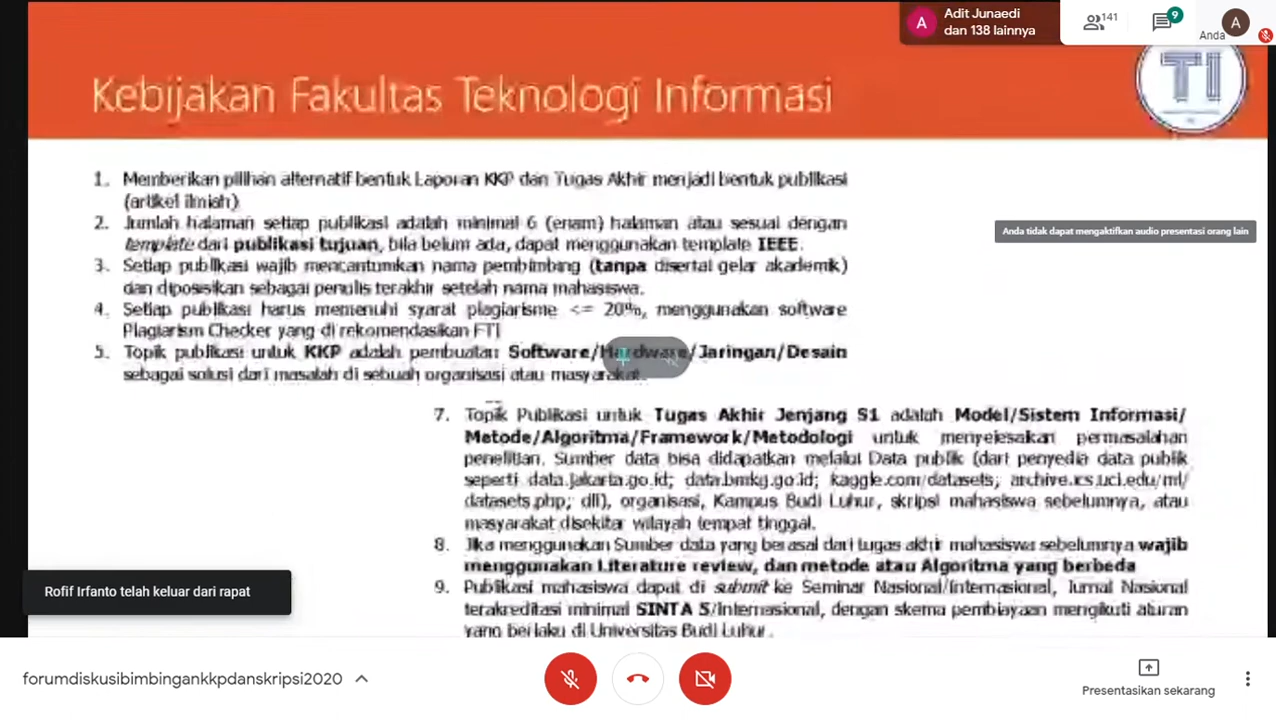 Adit Junaedi
dan 138 lainnya
141
9
A
Anda
A
Kebijakan Fakultas Teknologi Informasi
TI
1. Memberikan pilihan alternatif bentuk Laporan KKP dan Tugas Akhir menjadi bentuk publikasi
(artikel ilmiah)
2. Jumlah halaman setiap publikasi adalah minimal 6 (enam) halaman atau sesuai dengan
template dari publikasi tujuan, bila belum ada, dapat menggunakan template IEEE.
3. Setiap publikasi wajib mencantumkan nama pembimbing (tanpa disertai gelar akademik)
dan diposisikan sebagai penulis terakhir setelah nama mahasiswa.
4. Setiap publikasi harus memenuhi syarat plagiarisme <= 20%, menggunakan software
Plagiarism Checker yang di rekomendasikan FTI
5. Topik publikasi untuk KKP adalah pembuatan Software/Hardware/Jaringan/Desain
sebagai solusi dari masalah di sebuah organisasi atau masyarakat.
Anda tidak dapat mengaktifkan audio presentasi orang lain
7. Topik Publikasi untuk Tugas Akhir Jenjang S1 adalah Model/Sistem Informasi/
Metode/Algoritma/Framework/Metodologi untuk menyelesaikan permasalahan
penelitian. Sumber data bisa didapatkan melalui Data publik (dari penyedia data publik
seperti data.jakarta.go.id; data.bmkg.go.id; kaggle.com/datasets; archive.ics.uci.edu/ml/
datasets.php; dll), organisasi, Kampus Budi Luhur, skripsi mahasiswa sebelumnya, atau
masyarakat disekitar wilayah tempat tinggal.
8. Jika menggunakan Sumber data yang berasal dari tugas akhir mahasiswa sebelumnya wajib
menggunakan Literature review, dan metode atau Algoritma yang berbeda
9. Publikasi mahasiswa dapat di submit ke Seminar Nasional/Internasional, Jurnal Nasional
terakreditasi minimal SINTA 5/Internasional, dengan skema pembiayaan mengikuti aturan
yang berlaku di Universitas Budi Luhur.
Rofif Irfanto telah keluar dari rapat
forumdiskusibimbingankkpdanskripsi2020
Presentasikan sekarang